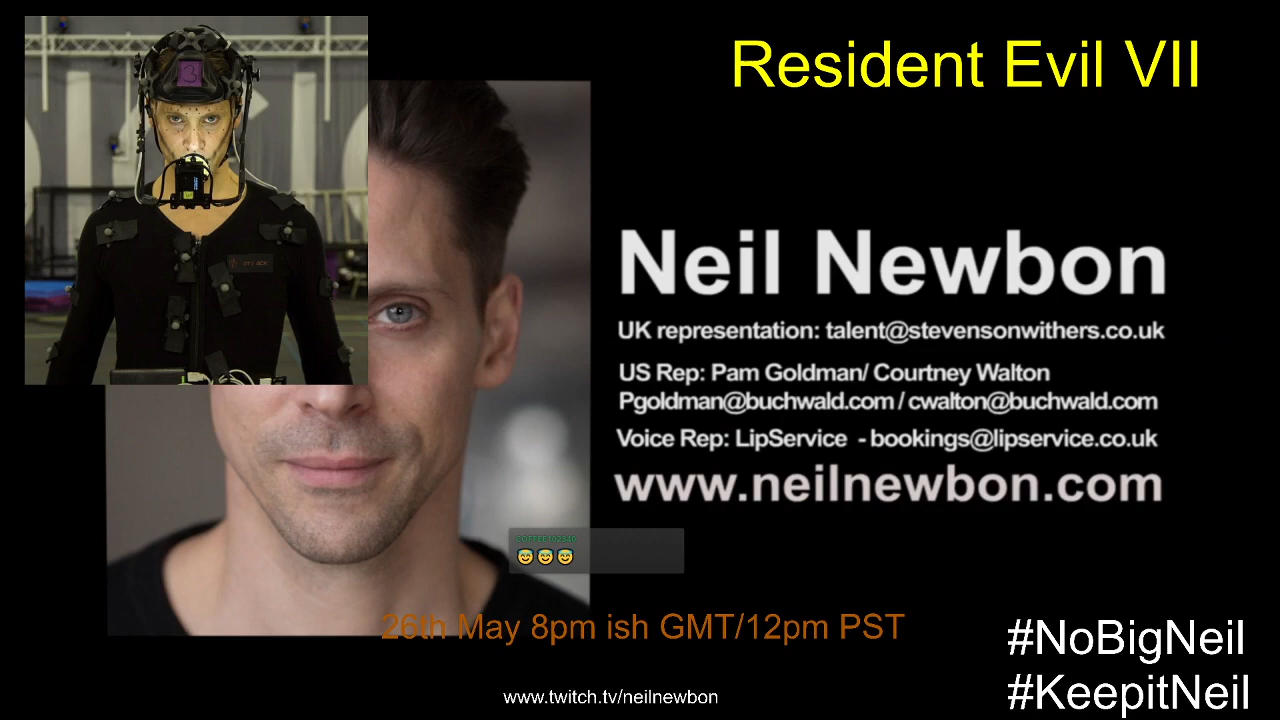 Resident Evil VII
3
Neil Newbon
UK representation: talent@stevensonwithers.co.uk
US Rep: Pam Goldman/ Courtney Walton
Pgoldman@buchwald.com / cwalton@buchwald.com
Voice Rep: LipService - bookings@lipservice.co.uk
www.neilnewbon.com
26th May 8pm ish GMT/12pm PST
#NoBigNeil
#KeepitNeil
www.twitch.tv/neilnewbon